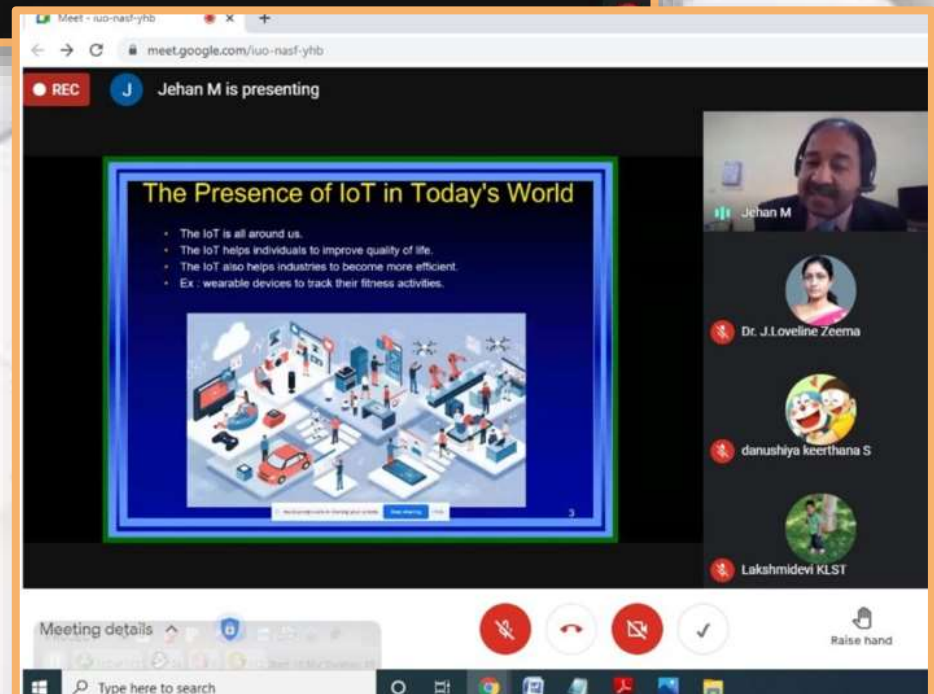 Meet - iuo-nasf-yhb
meet.google.com/iuo-nasf-yhb
REC
J
Jehan M is presenting
The Presence of IoT in Today's World
• The IoT is all around us.
• The IoT helps individuals to improve quality of life.
• The IoT also helps industries to become more efficient.
• Ex : wearable devices to track their fitness activities.
Stop sharing
3
Jehan M
Dr. J.Loveline Zeema
danushiya keerthana S
Lakshmidevi KLST
Meeting details
Raise hand
Type here to search